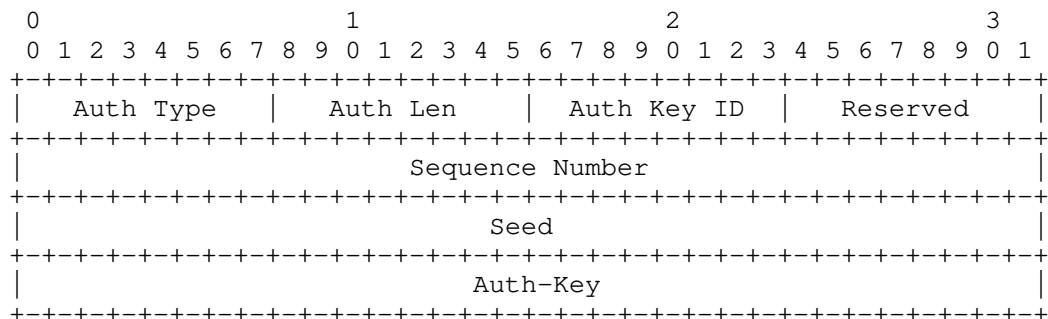 0                   1                   2                   3
 0 1 2 3 4 5 6 7 8 9 0 1 2 3 4 5 6 7 8 9 0 1 2 3 4 5 6 7 8 9 0 1
+-+-+-+-+-+-+-+-+-+-+-+-+-+-+-+-+-+-+-+-+-+-+-+-+-+-+-+-+-+-+-+-+
|   Auth Type   |   Auth Len    |  Auth Key ID  |   Reserved    |
+-+-+-+-+-+-+-+-+-+-+-+-+-+-+-+-+-+-+-+-+-+-+-+-+-+-+-+-+-+-+-+-+
|                        Sequence Number                        |
+-+-+-+-+-+-+-+-+-+-+-+-+-+-+-+-+-+-+-+-+-+-+-+-+-+-+-+-+-+-+-+-+
|                             Seed                              |
+-+-+-+-+-+-+-+-+-+-+-+-+-+-+-+-+-+-+-+-+-+-+-+-+-+-+-+-+-+-+-+-+
|                            Auth-Key                           |
+-+-+-+-+-+-+-+-+-+-+-+-+-+-+-+-+-+-+-+-+-+-+-+-+-+-+-+-+-+-+-+-+